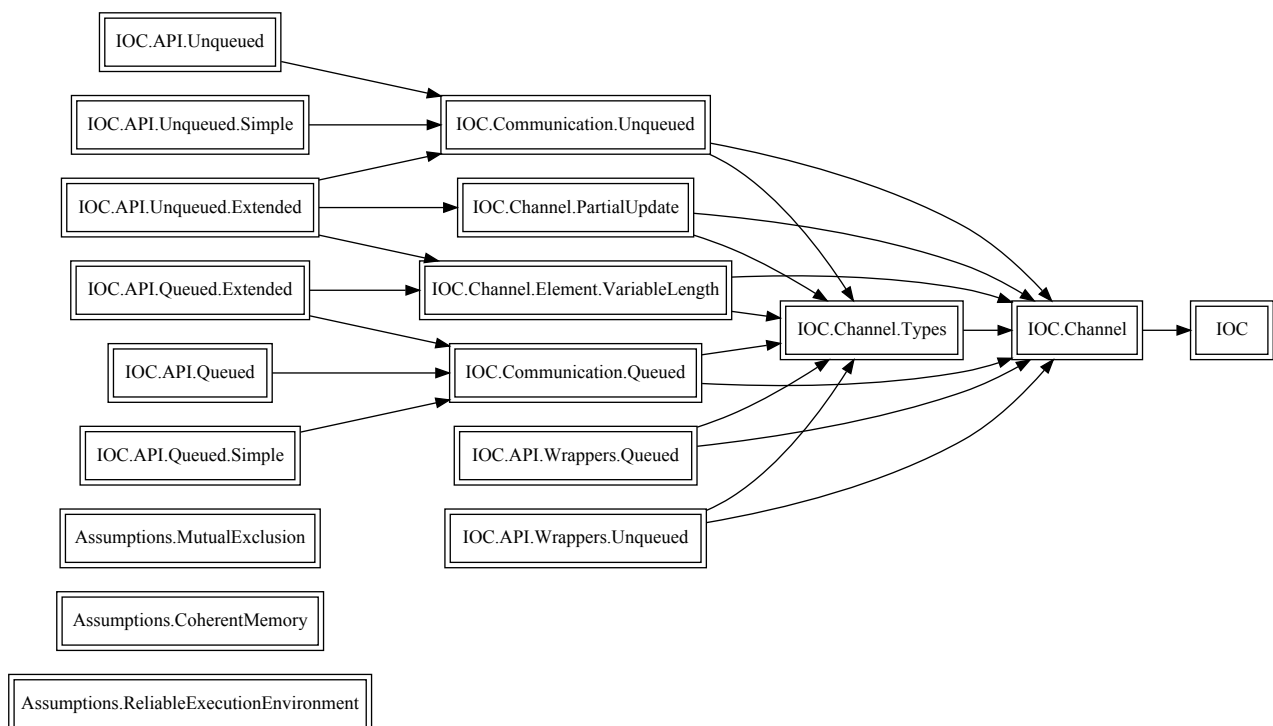 IOC.API.Unqueued
IOC.API.Unqueued.Simple
IOC.Communication.Unqueued
IOC.API.Unqueued.Extended
IOC.Channel.PartialUpdate
IOC.API.Queued.Extended
IOC.Channel.Element.VariableLength
IOC.Channel.Types
IOC.Channel
IOC
IOC.API.Queued
IOC.Communication.Queued
IOC.API.Queued.Simple
IOC.API.Wrappers.Queued
Assumptions.MutualExclusion
IOC.API.Wrappers.Unqueued
Assumptions.CoherentMemory
Assumptions.ReliableExecutionEnvironment